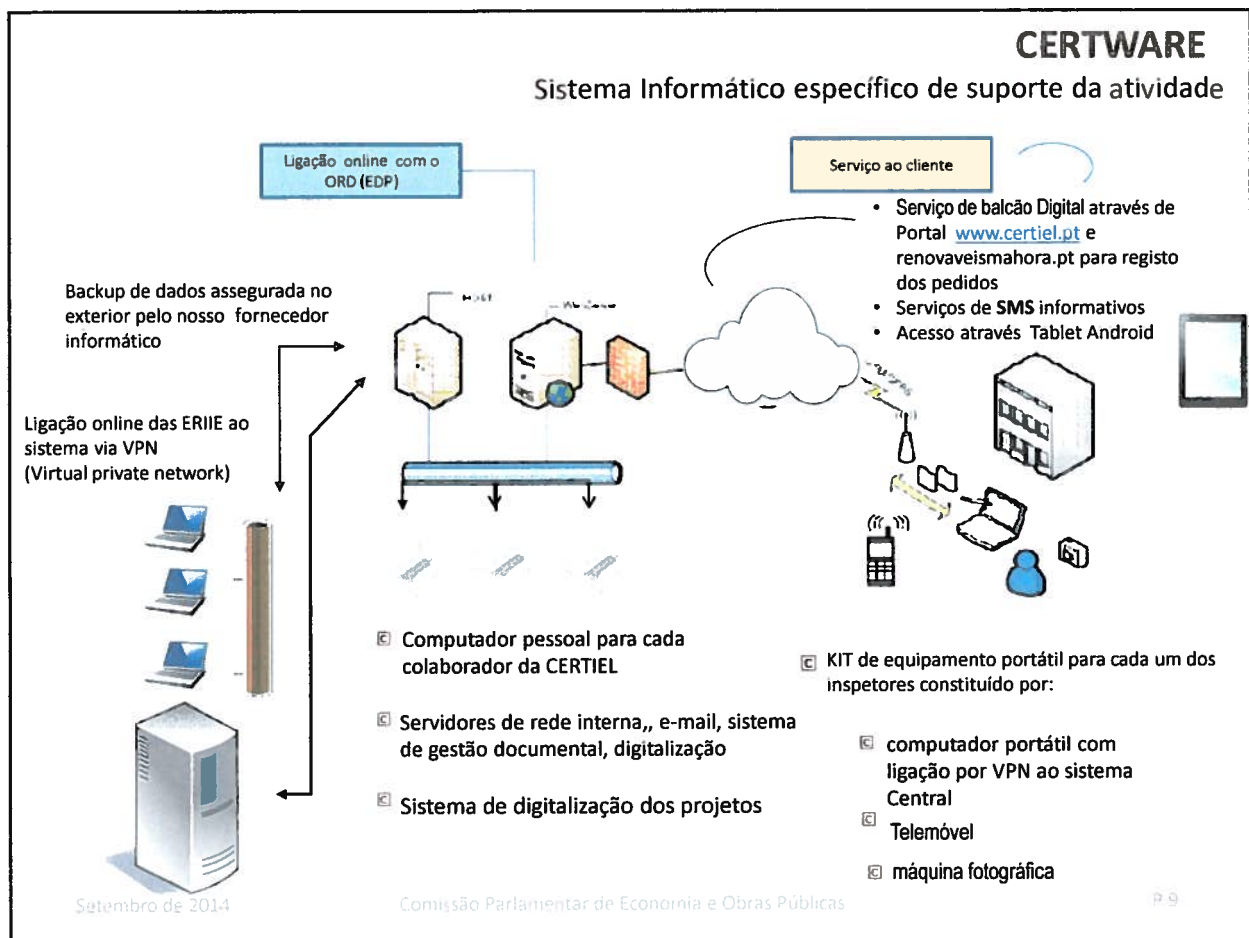 CERTWARE
Sistema Informático específico de suporte da atividade
Ligação online com o
ORD (EDP)
Serviço ao cliente
• Serviço de balcão Digital através de
Portal www.certiel.pt e
renovaveismahora.pt para registo
dos pedidos
• Serviços de SMS informativos
• Acesso através Tablet Android
Backup de dados assegurada no
exterior pelo nosso fornecedor
informático
Ligação online das ERIIE ao
sistema via VPN
(Virtual private network)
Computador pessoal para cada
colaborador da CERTIEL
Servidores de rede interna,, e-mail, sistema
de gestão documental, digitalização
Sistema de digitalização dos projetos
KIT de equipamento portátil para cada um dos
inspetores constituído por:
computador portátil com
ligação por VPN ao sistema
Central
Telemóvel
máquina fotográfica
Setembro de 2014
Comissão Parlamentar de Economia e Obras Públicas
P 9